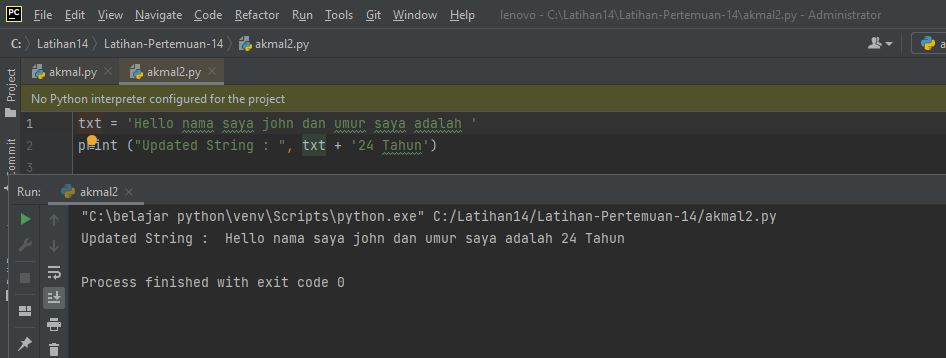 PC File Edit View Navigate Code Refactor Run Tools Git Window Help lenovo - C:\Latihan14\Latihan-Pertemuan-14\akmal2.py - Administrator
C: Latihan14 Latihan-Pertemuan-14 akmal2.py
akmal.py akmal2.py
No Python interpreter configured for the project
Project
1 txt = 'Hello nama saya john dan umur saya adalah '
2 print ("Updated String : ", txt + '24 Tahun')
3
Commit
Run: akmal2
"C:\belajar python\venv\Scripts\python.exe" C:/Latihan14/Latihan-Pertemuan-14/akmal2.py
Updated String :  Hello nama saya john dan umur saya adalah 24 Tahun
Process finished with exit code 0